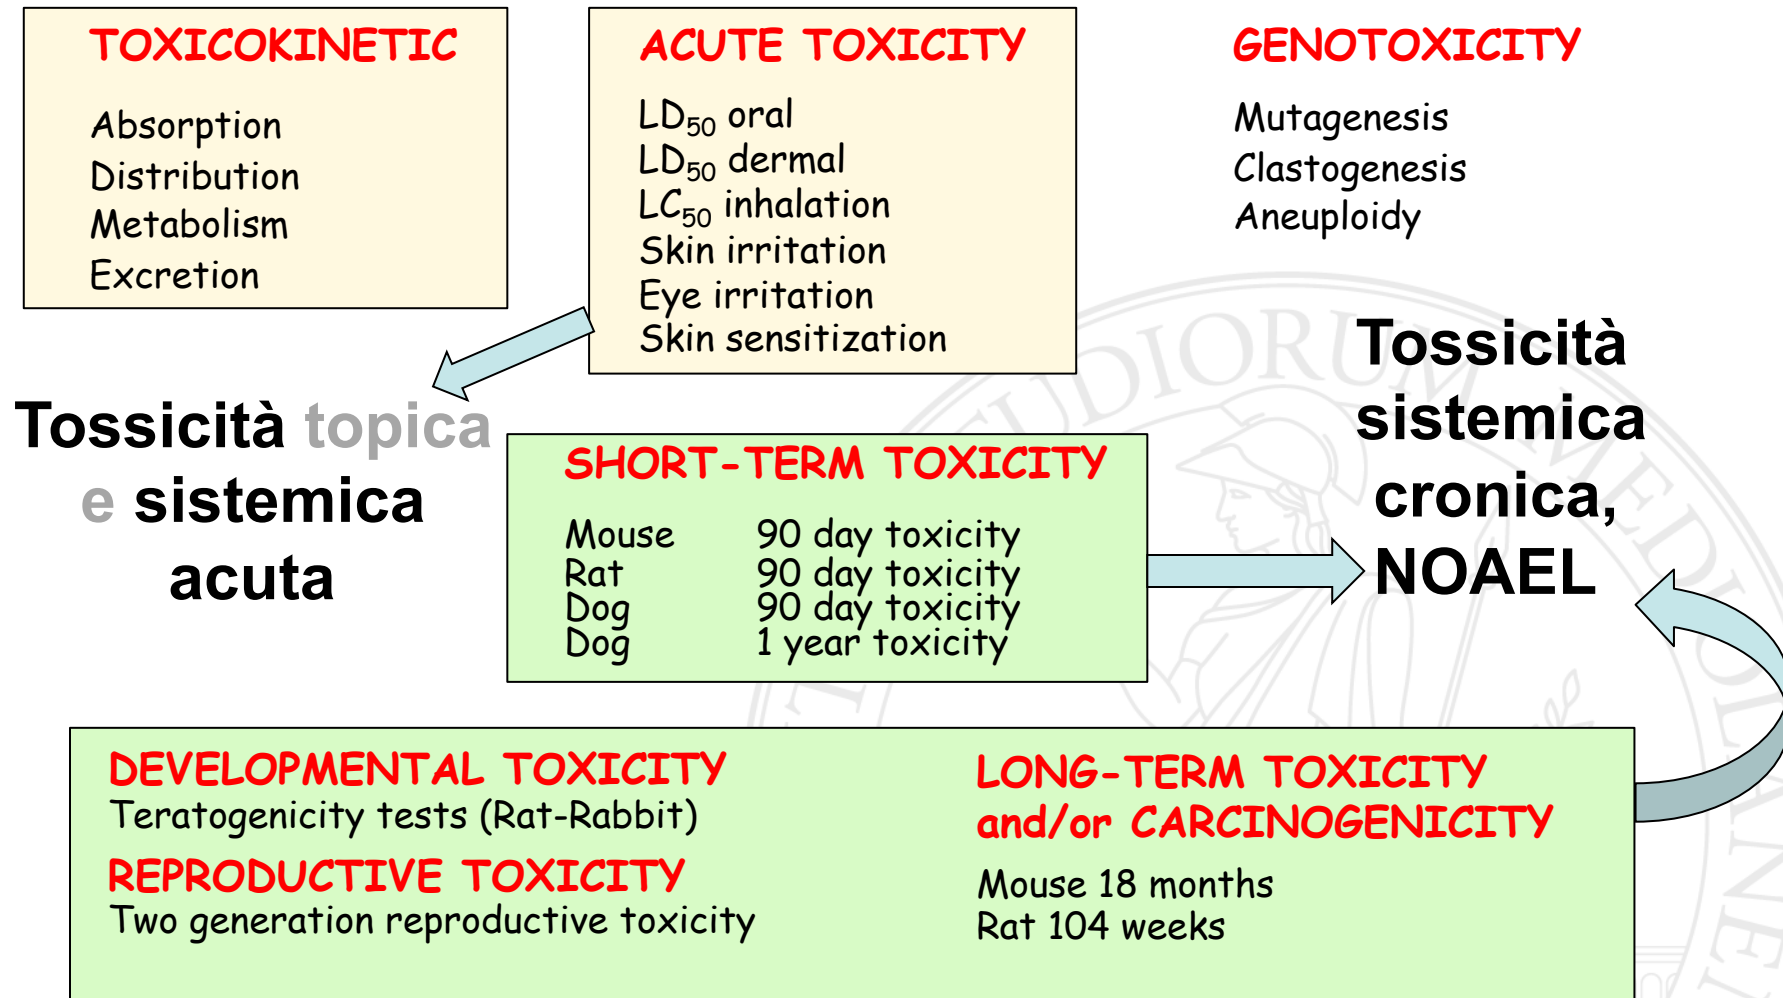 TOXICOKINETIC
Absorption
Distribution
Metabolism
Excretion
ACUTE TOXICITY
LD50 oral
LD50 dermal
LC50 inhalation
Skin irritation
Eye irritation
Skin sensitization
GENOTOXICITY
Mutagenesis
Clastogenesis
Aneuploidy
Tossicità topica
e sistemica
acuta
SHORT-TERM TOXICITY
Mouse 90 day toxicity
Rat 90 day toxicity
Dog 90 day toxicity
Dog 1 year toxicity
Tossicità
sistemica
cronica,
NOAEL
DEVELOPMENTAL TOXICITY
Teratogenicity tests (Rat-Rabbit)
REPRODUCTIVE TOXICITY
Two generation reproductive toxicity
LONG-TERM TOXICITY
and/or CARCINOGENICITY
Mouse 18 months
Rat 104 weeks